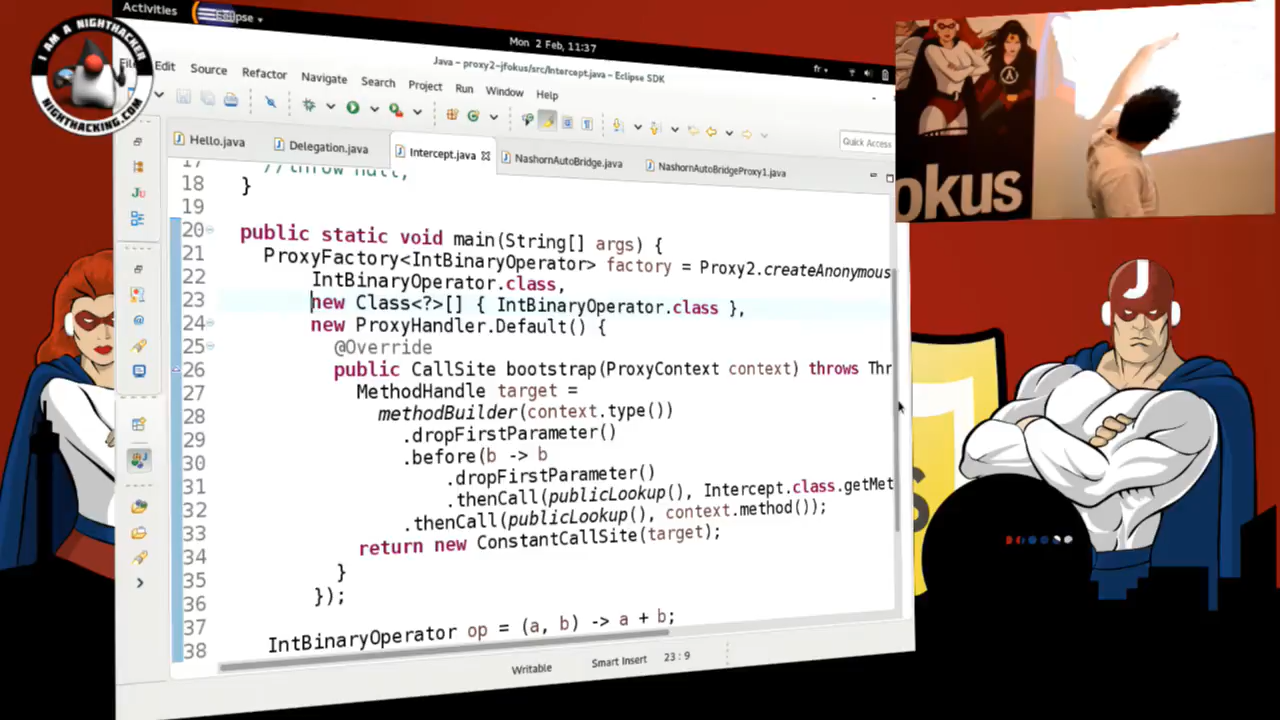 Activities
Eclipse
Mon 2 Feb, 11:37
fr
Java - proxy2-jfokus/src/Intercept.java - Eclipse SDK
I AM A NIGHTHACKER
NIGHTHACKING.COM
File Edit Source Refactor Navigate Search Project Run Window Help
Quick Access
Hello.java Delegation.java Intercept.java NashornAutoBridge.java NashornAutoBridgeProxy1.java
17 //throw null;
18 }
19
20 public static void main(String[] args) {
21 ProxyFactory<IntBinaryOperator> factory = Proxy2.createAnonymous
22 IntBinaryOperator.class,
23 new Class<?>[] { IntBinaryOperator.class },
24 new ProxyHandler.Default() {
25 @Override
26 public CallSite bootstrap(ProxyContext context) throws Thr
27 MethodHandle target =
28 methodBuilder(context.type())
29 .dropFirstParameter()
30 .before(b -> b
31 .dropFirstParameter()
32 .thenCall(publicLookup(), Intercept.class.getMet
33 .thenCall(publicLookup(), context.method());
34 return new ConstantCallSite(target);
35 }
36 });
37
38 IntBinaryOperator op = (a, b) -> a + b;
Writable Smart Insert 23 : 9
fokus
J